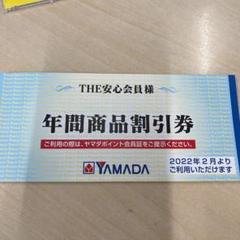 THE安心会員様
年間商品割引券
ご利用の際は、ヤマダポイント会員証をご提示ください。
YAMADA
2022年2月より
ご利用いただけます